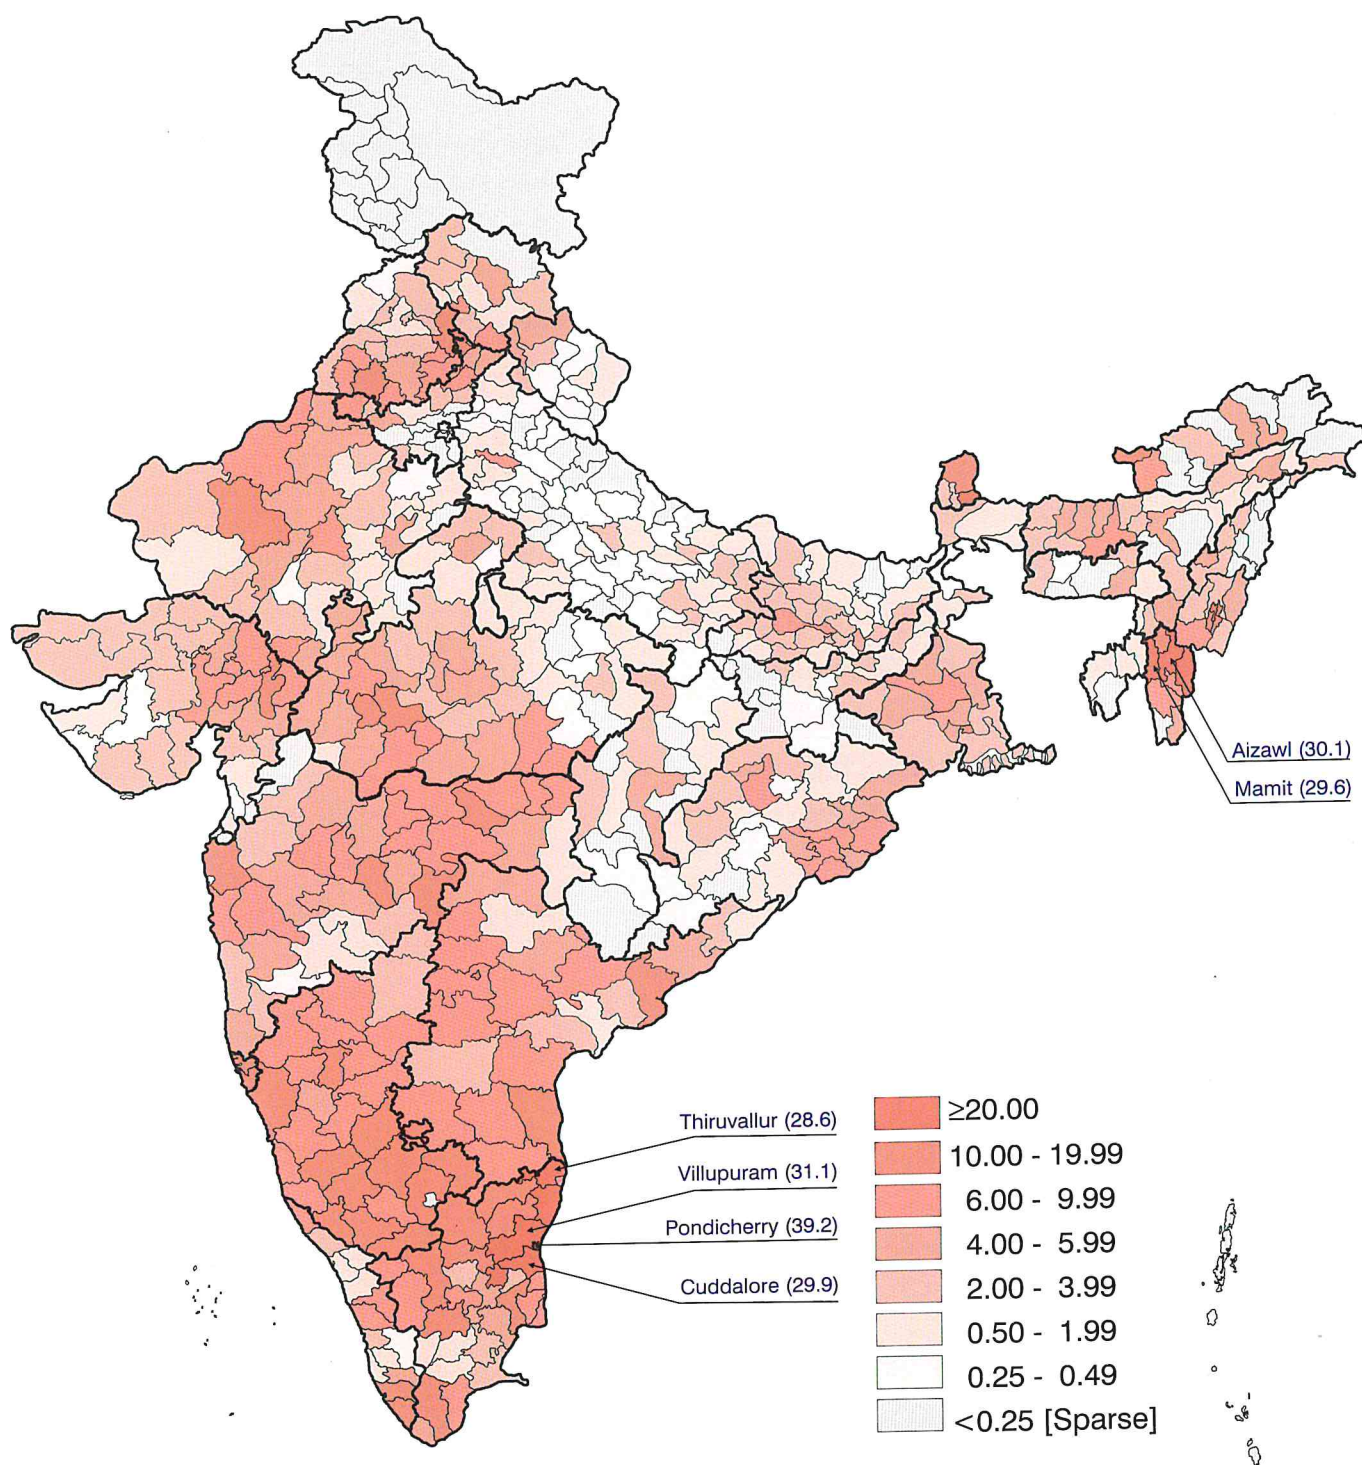 Aizawl (30.1)
Mamit (29.6)
Thiruvallur (28.6)
Villupuram (31.1)
Pondicherry (39.2)
Cuddalore (29.9)
≥20.00
10.00 - 19.99
6.00 - 9.99
4.00 - 5.99
2.00 - 3.99
0.50 - 1.99
0.25 - 0.49
<0.25 [Sparse]